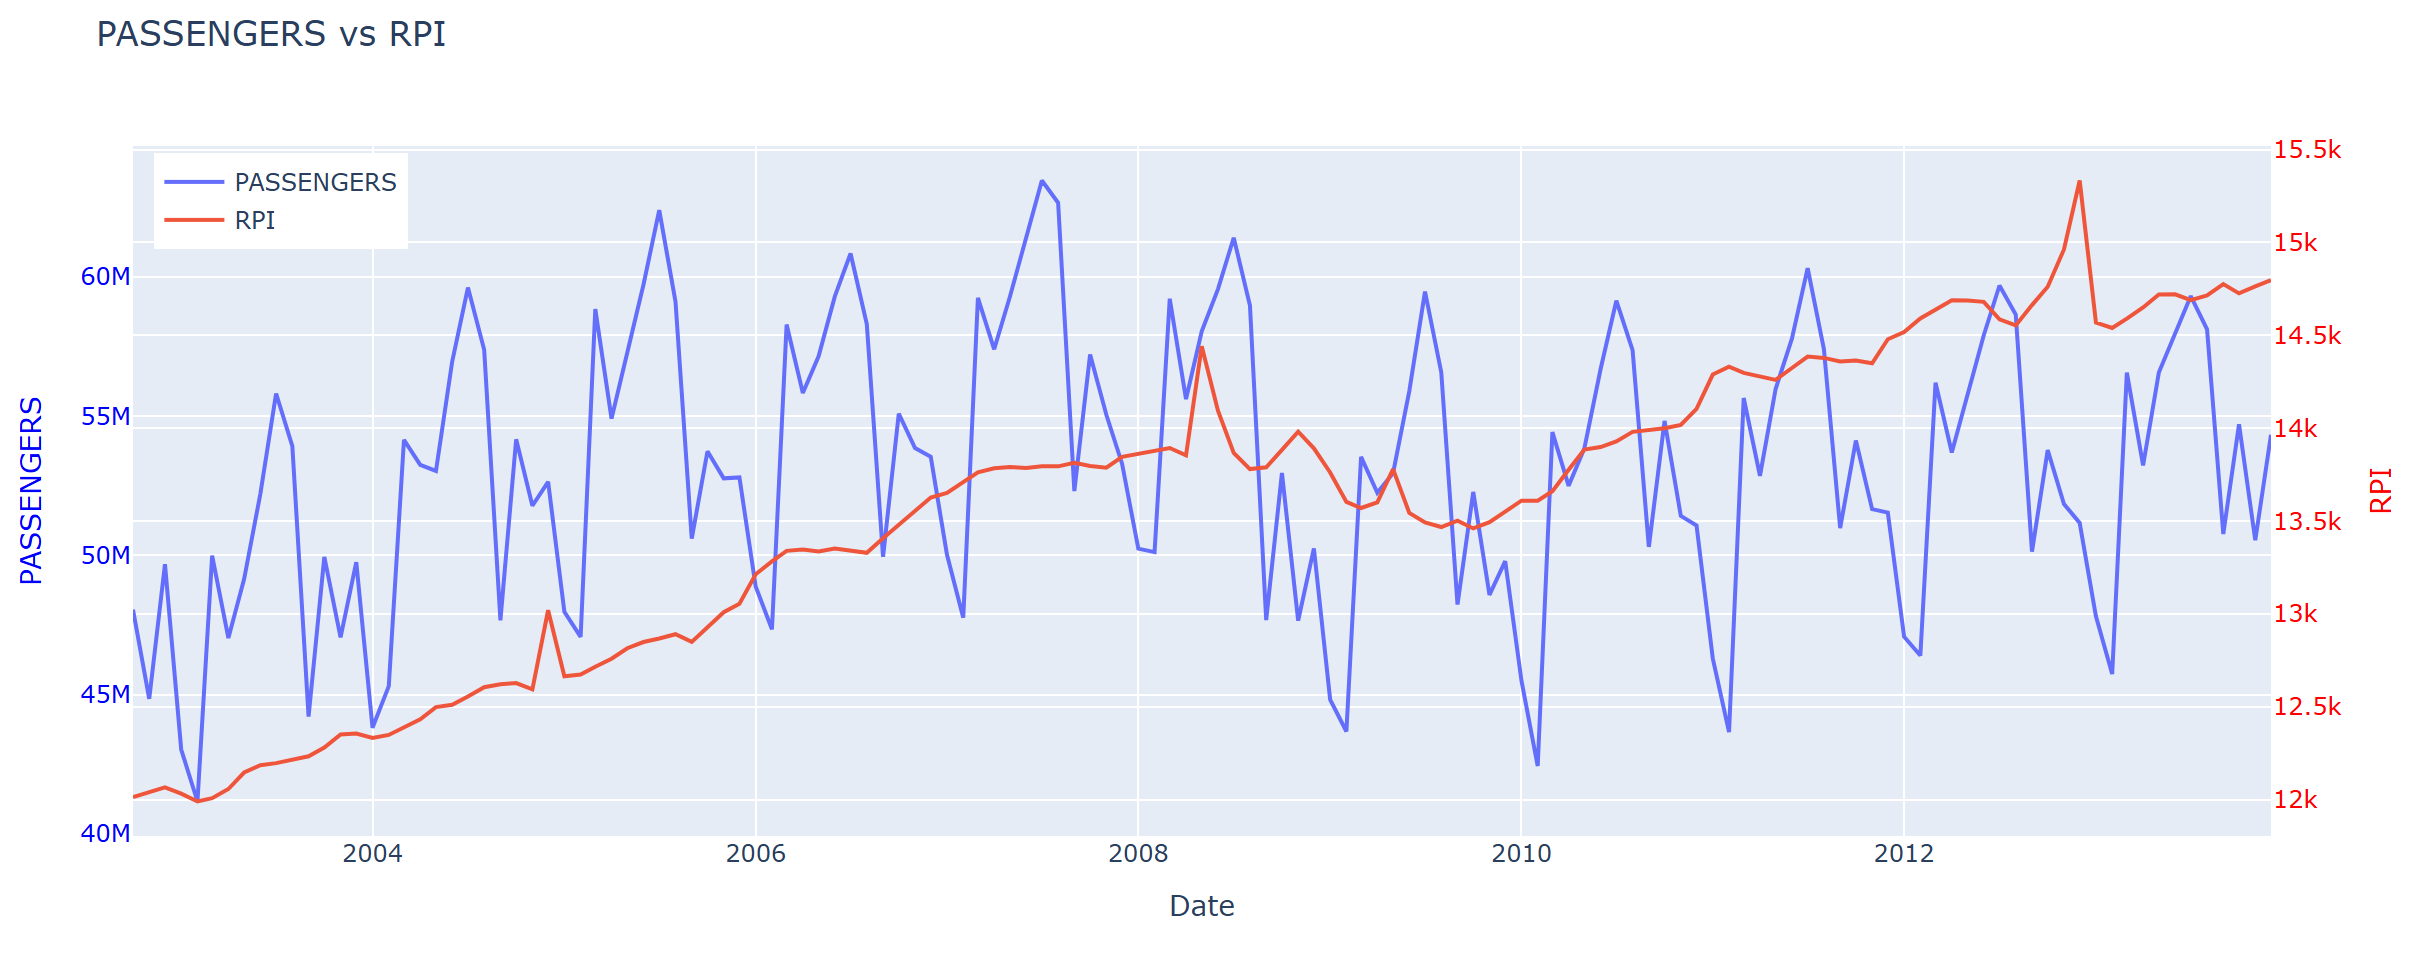 PASSENGERS vs RPI
PASSENGERS
RPI
60M
55M
50M
45M
40M
PASSENGERS
15.5k
15k
14.5k
14k
13.5k
13k
12.5k
12k
RPI
2004 2006 2008 2010 2012
Date